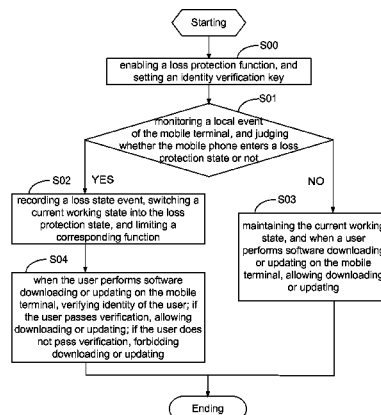 Starting
S00
enabling a loss protection function, and
setting an identity verification key
S01
monitoring a local event
of the mobile terminal, and judging
whether the mobile phone enters a loss
protection state or not
S02
YES
NO
recording a loss state event, switching a
current working state into the loss
protection state, and limiting a
corresponding function
S03
maintaining the current working
state, and when a user
performs software downloading
or updating on the mobile
terminal, allowing downloading
or updating
S04
when the user performs software
downloading or updating on the mobile
terminal, verifying identity of the user; if
the user passes verification, allowing
downloading or updating; if the user does
not pass verification, forbidding
downloading or updating
Ending